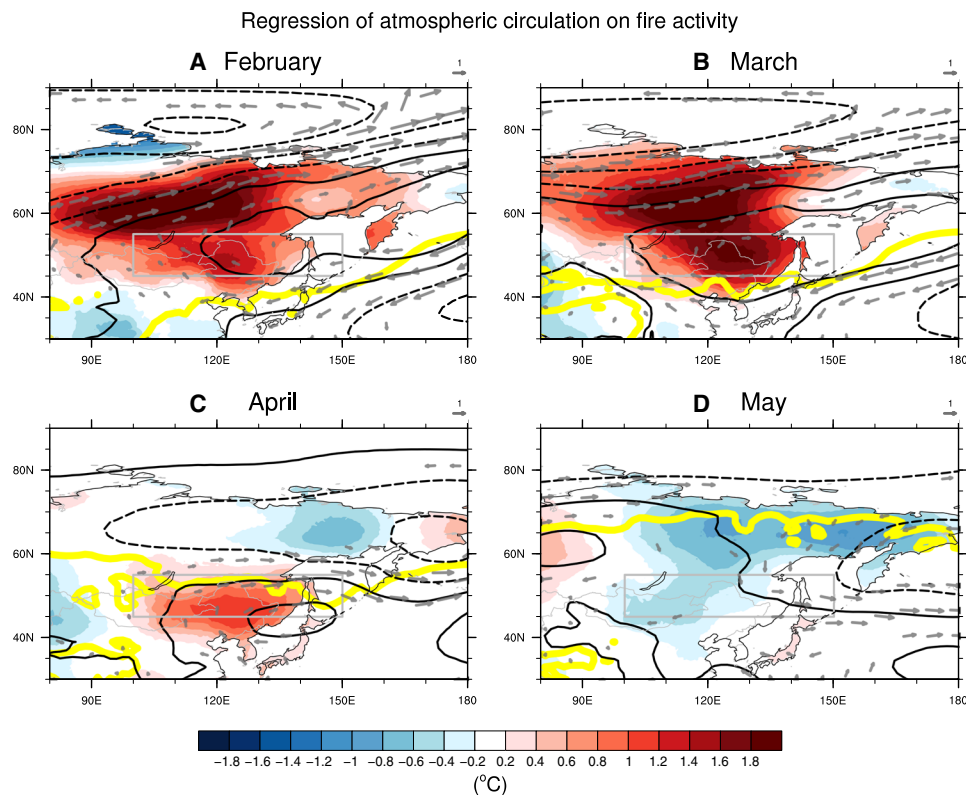 Regression of atmospheric circulation on fire activity
A February
1
80N
60N
40N
90E 120E 150E 180
B March
1
80N
60N
40N
90E 120E 150E 180
C April
1
80N
60N
40N
90E 120E 150E 180
D May
1
80N
60N
40N
90E 120E 150E 180
−1.8 −1.6 −1.4 −1.2 −1 −0.8 −0.6 −0.4 −0.2 0.2 0.4 0.6 0.8 1 1.2 1.4 1.6 1.8
(°C)